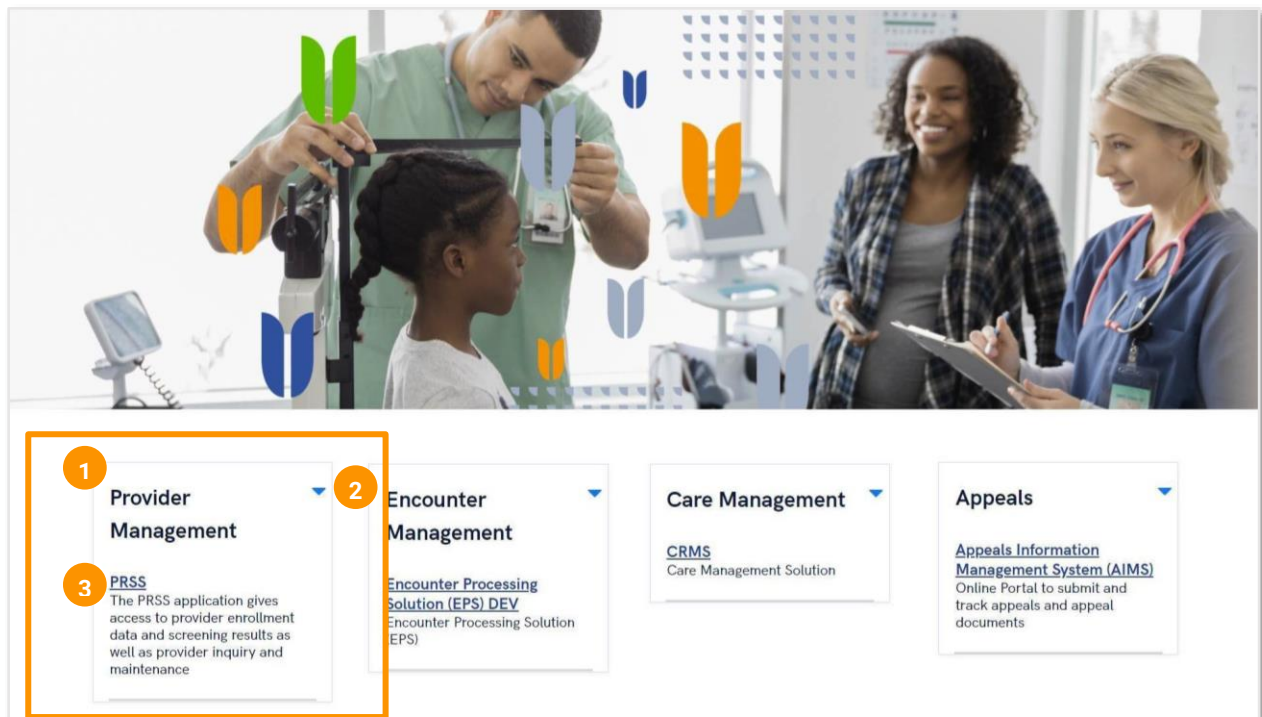 1
Provider
Management
2
3
PRSS
The PRSS application gives
access to provider enrollment
data and screening results as
well as provider inquiry and
maintenance
Encounter
Management
Encounter Processing
Solution (EPS) DEV
Encounter Processing Solution
(EPS)
Care Management
CRMS
Care Management Solution
Appeals
Appeals Information
Management System (AIMS)
Online Portal to submit and
track appeals and appeal
documents